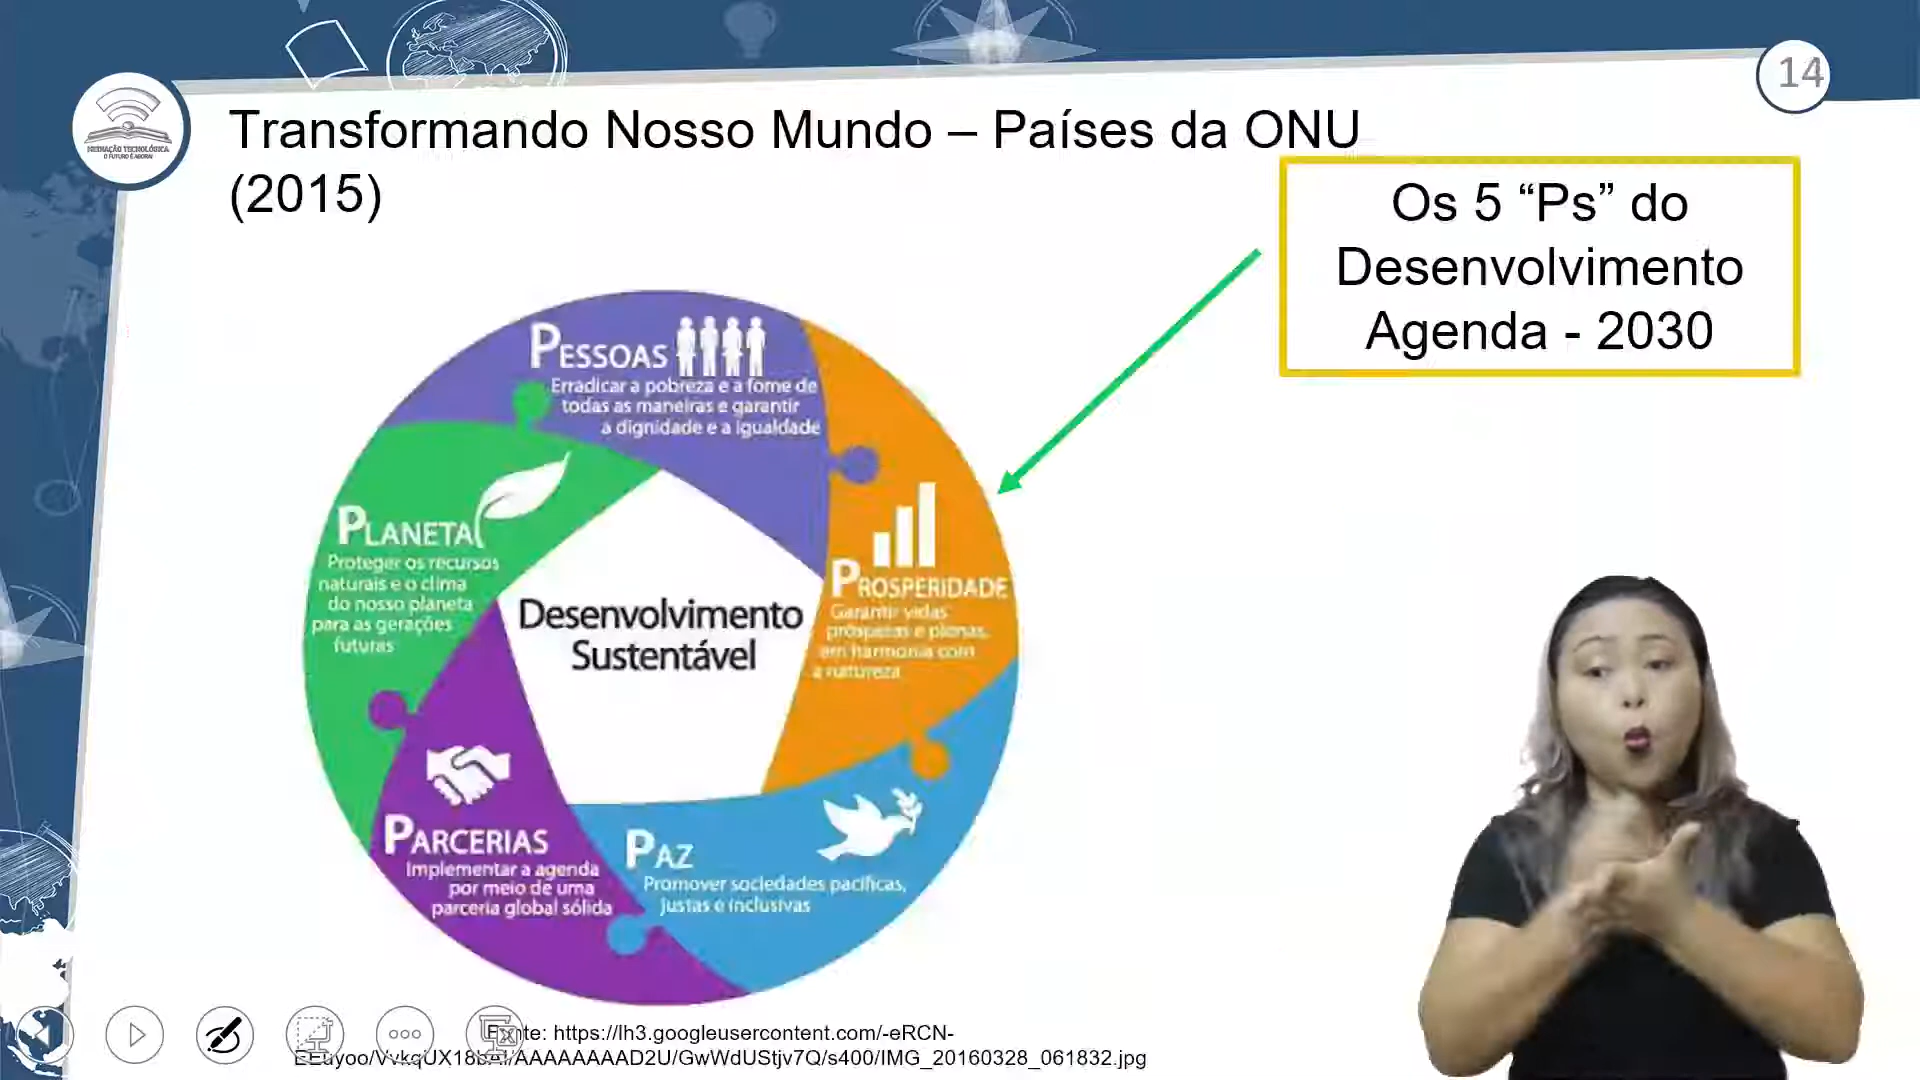 MEDIAÇÃO TECNOLÓGICA
O FUTURO É AGORA!
14
Transformando Nosso Mundo – Países da ONU
(2015)
Os 5 “Ps” do
Desenvolvimento
Agenda - 2030
PESSOAS
Erradicar a pobreza e a fome de
todas as maneiras e garantir
a dignidade e a igualdade
PLANETA
Proteger os recursos
naturais e o clima
do nosso planeta
para as gerações
futuras
PROSPERIDADE
Garantir vidas
prósperas e plenas,
em harmonia com
a natureza
Desenvolvimento
Sustentável
PARCERIAS
Implementar a agenda
por meio de uma
parceria global sólida
PAZ
Promover sociedades pacíficas,
justas e inclusivas
Fonte: https://lh3.googleusercontent.com/-eRCN-
/AAAAAAAAD2U/GwWdUStjv7Q/s400/IMG_20160328_061832.jpg